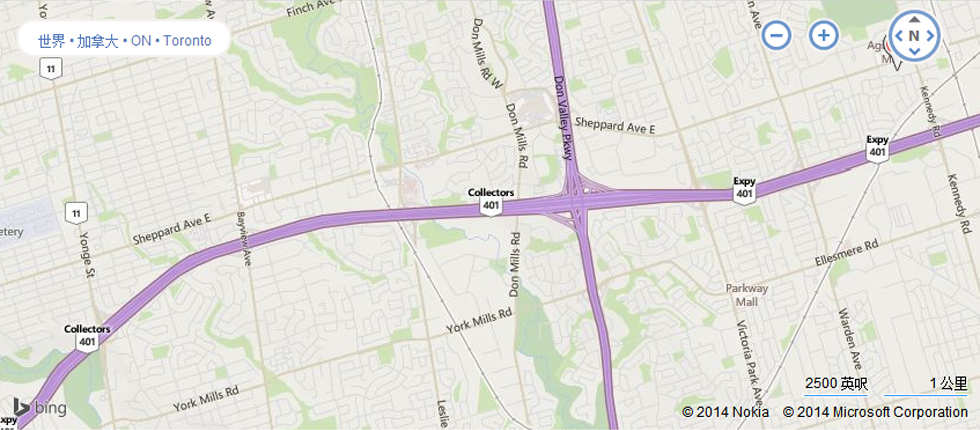 Finch Ave
世界 • 加拿大 • ON • Toronto
11
Don Mills Rd W
Don Valley Pkwy
Don Mills Rd
Sheppard Ave E
N
Kennedy Rd
Expy
401
Collectors
401
Expy
401
Kennedy Rd
11
Yonge St
Sheppard Ave E
Bayview Ave
Don Mills Rd
Ellesmere Rd
Parkway
Mall
York Mills Rd
Victoria Park Ave
Warden Ave
Collectors
401
York Mills Rd
Leslie
2500 英呎
1 公里
bing
© 2014 Nokia
© 2014 Microsoft Corporation